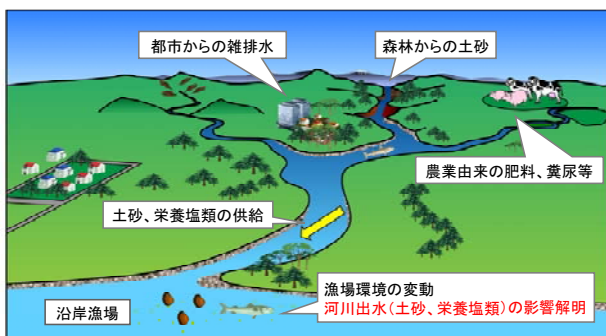 都市からの雑排水
森林からの土砂
農業由来の肥料、糞尿等
土砂、栄養塩類の供給
漁場環境の変動
河川出水(土砂、栄養塩類)の影響解明
沿岸漁場